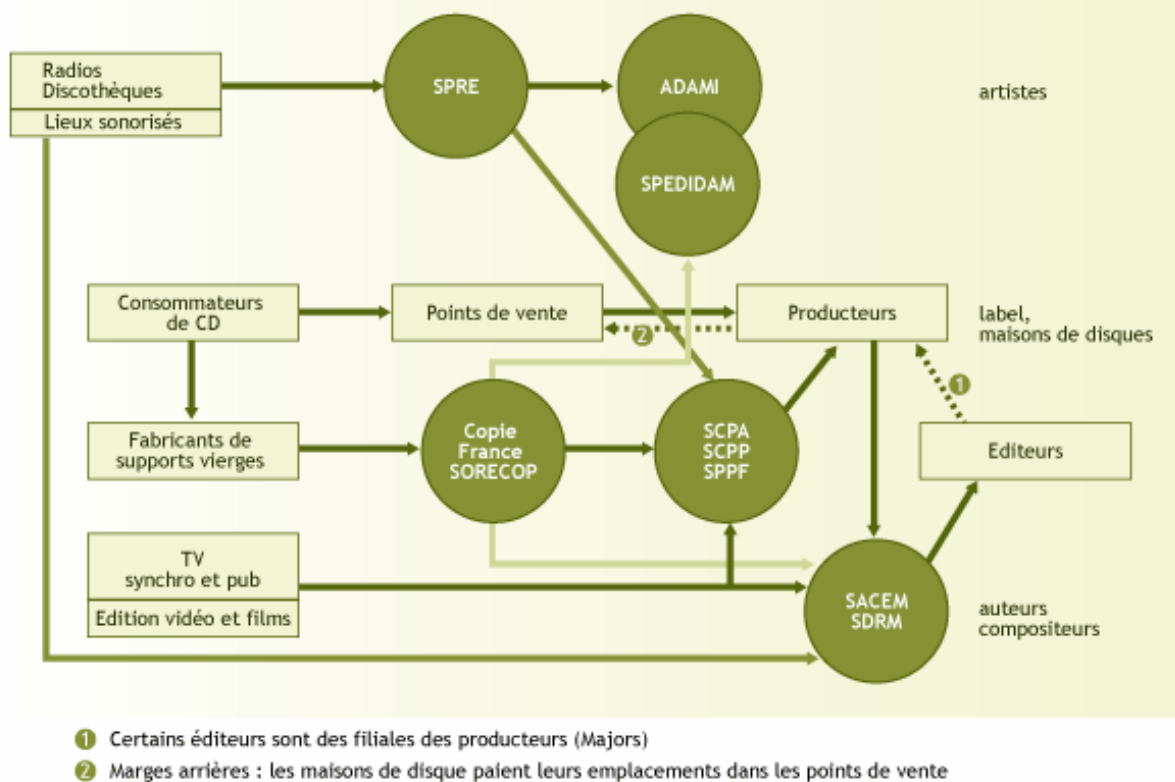 Radios
Discothèques
Lieux sonorisés
SPRE
ADAMI
SPEDIDAM
artistes
Consommateurs
de CD
Points de vente
Producteurs
label,
maisons de disques
2
1
Fabricants de
supports vierges
Copie
France
SORECOP
SCPA
SCPP
SPPF
Editeurs
TV
synchro et pub
Edition vidéo et films
SACEM
SDRM
auteurs
compositeurs
1 Certains éditeurs sont des filiales des producteurs (Majors)
2 Marges arrières : les maisons de disque paient leurs emplacements dans les points de vente